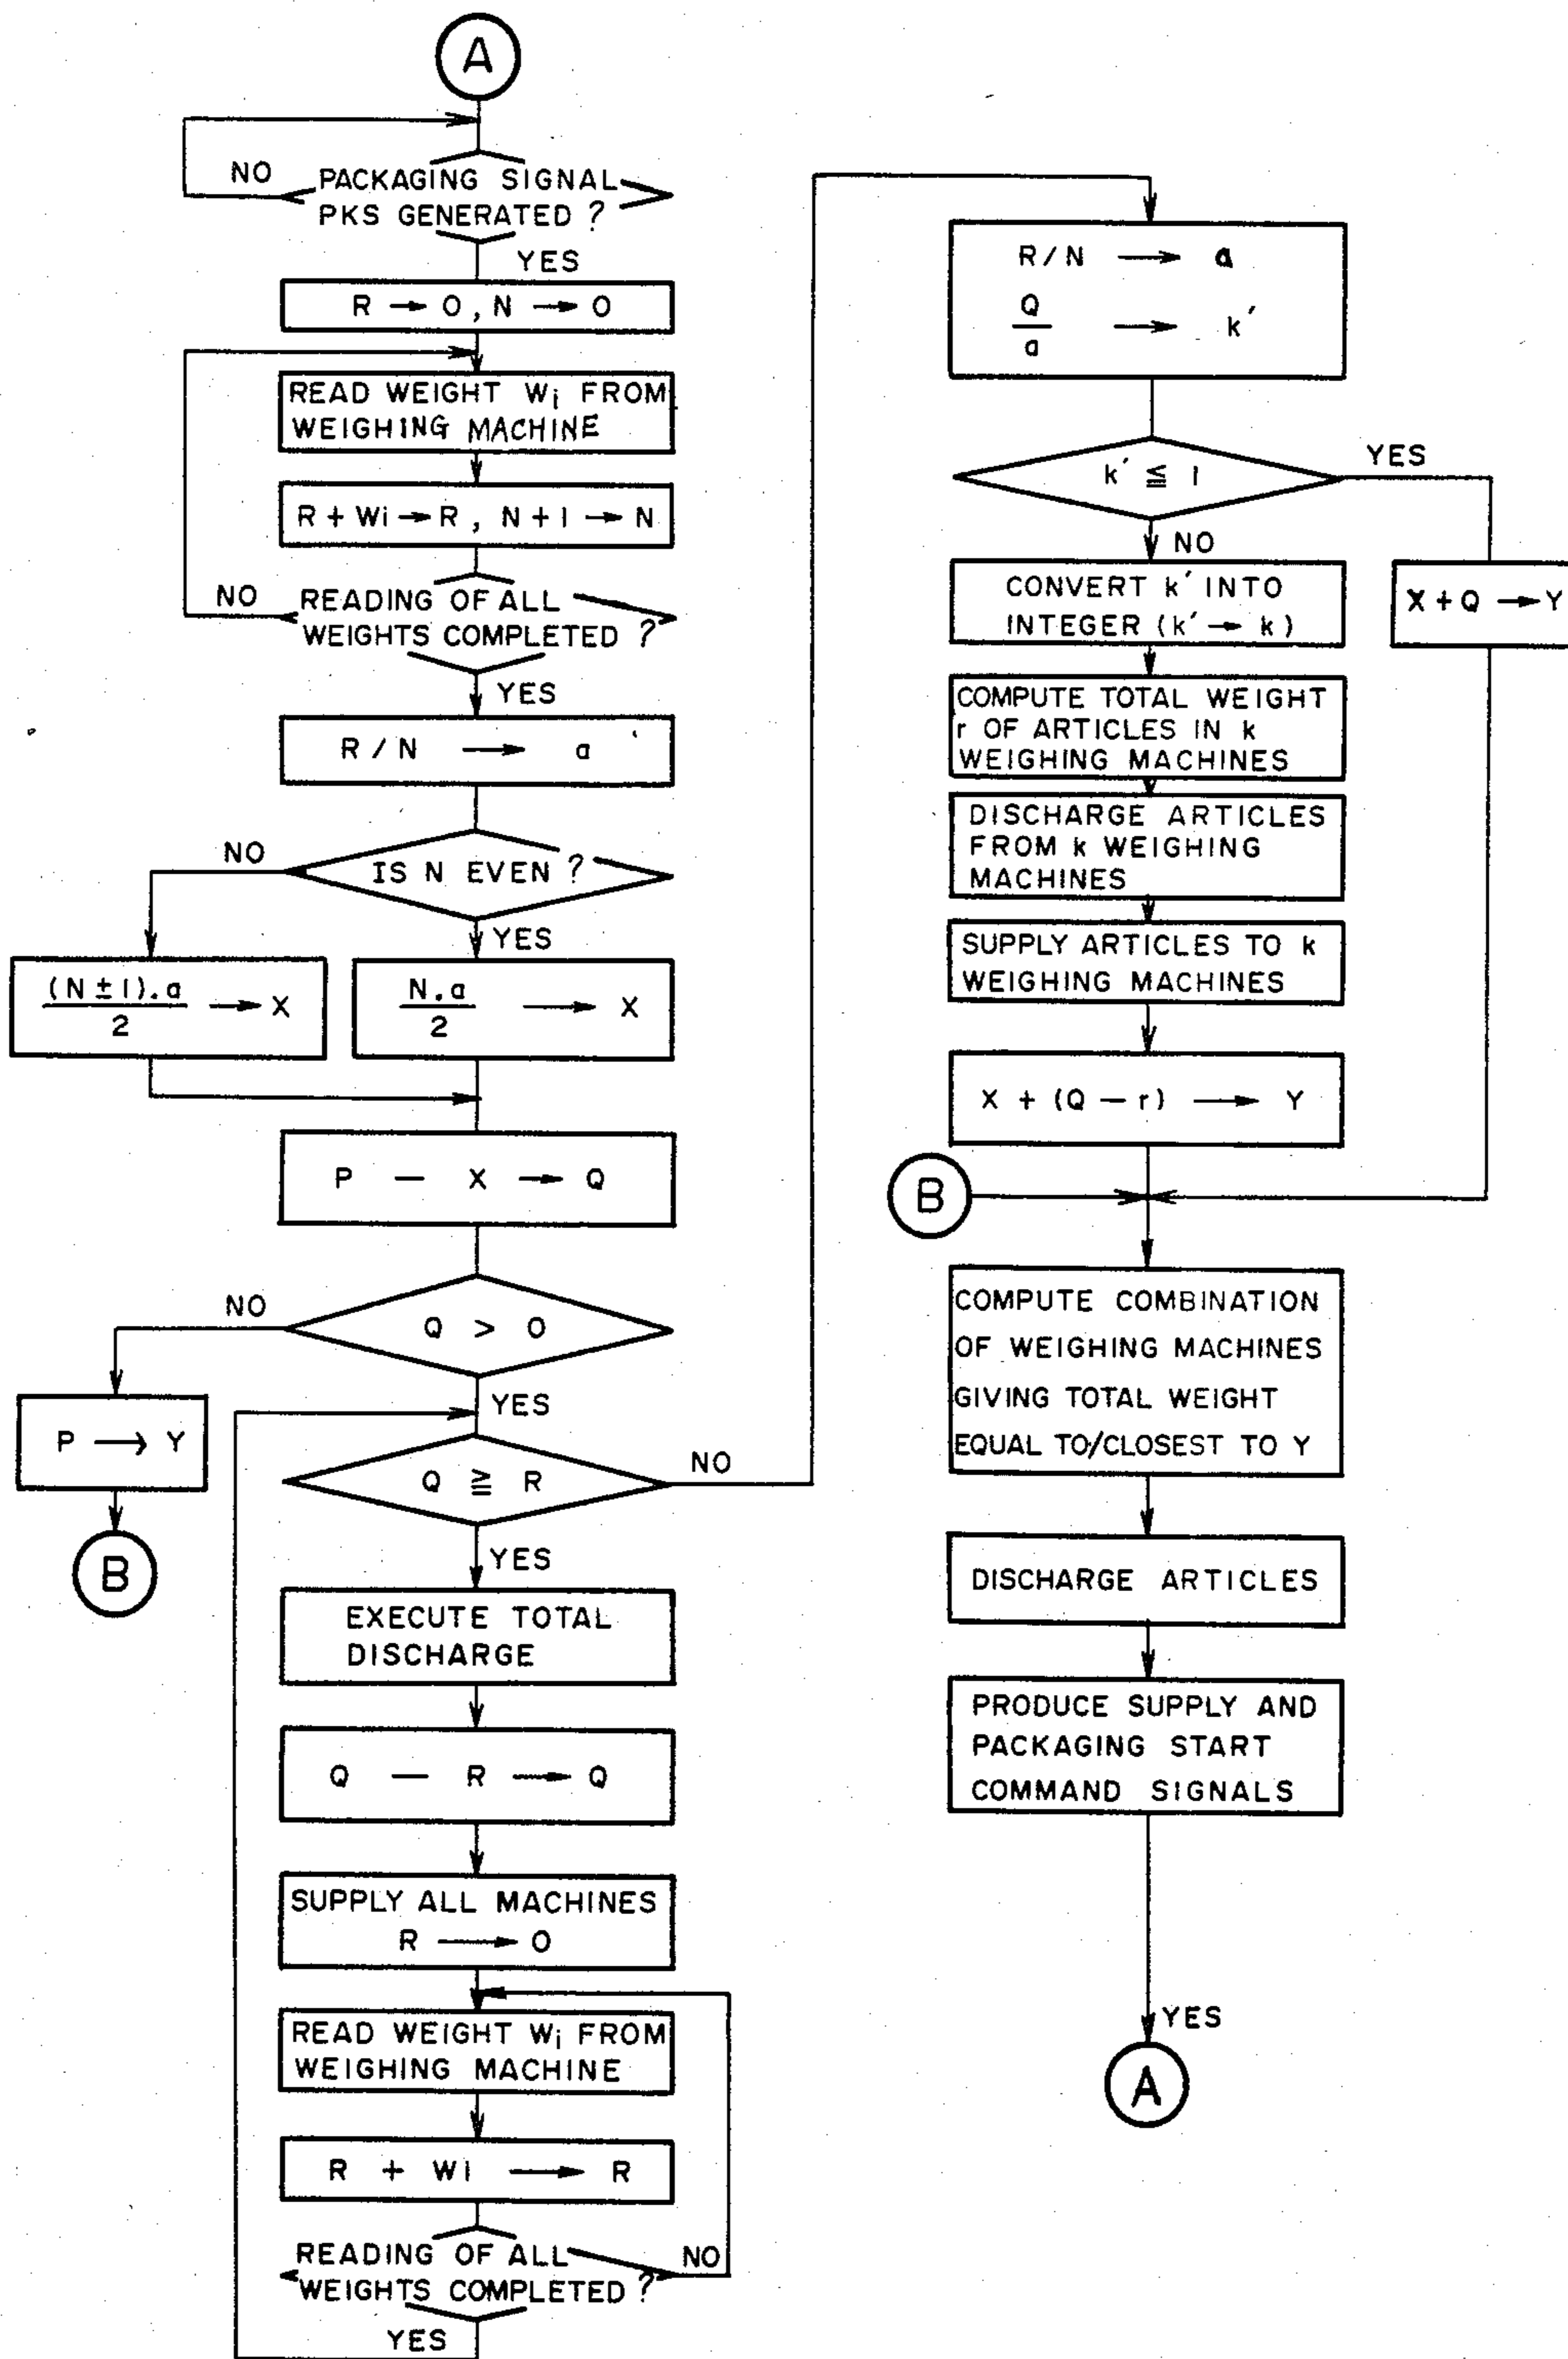 A
NO
PACKAGING SIGNAL
PKS GENERATED ?
YES
R → O, N → O
READ WEIGHT Wi FROM
WEIGHING MACHINE
R + Wi → R, N + 1 → N
NO
READING OF ALL
WEIGHTS COMPLETED ?
YES
R / N → a
NO
IS N EVEN ?
YES
(N ± 1). a
2
→ X
N. a
2
→ X
P — X → Q
NO
Q > O
YES
P → Y
B
Q ≧ R
NO
YES
EXECUTE TOTAL
DISCHARGE
Q — R → Q
SUPPLY ALL MACHINES
R → O
READ WEIGHT Wi FROM
WEIGHING MACHINE
R + Wi → R
READING OF ALL
WEIGHTS COMPLETED ?
NO
YES
R / N → a
Q
a
→ k′
k′ ≦ 1
YES
NO
CONVERT k′ INTO
INTEGER (k′ → k)
X + Q → Y
COMPUTE TOTAL WEIGHT
r OF ARTICLES IN k
WEIGHING MACHINES
DISCHARGE ARTICLES
FROM k WEIGHING
MACHINES
SUPPLY ARTICLES TO k
WEIGHING MACHINES
X + (Q — r) → Y
B
COMPUTE COMBINATION
OF WEIGHING MACHINES
GIVING TOTAL WEIGHT
EQUAL TO/CLOSEST TO Y
DISCHARGE ARTICLES
PRODUCE SUPPLY AND
PACKAGING START
COMMAND SIGNALS
YES
A